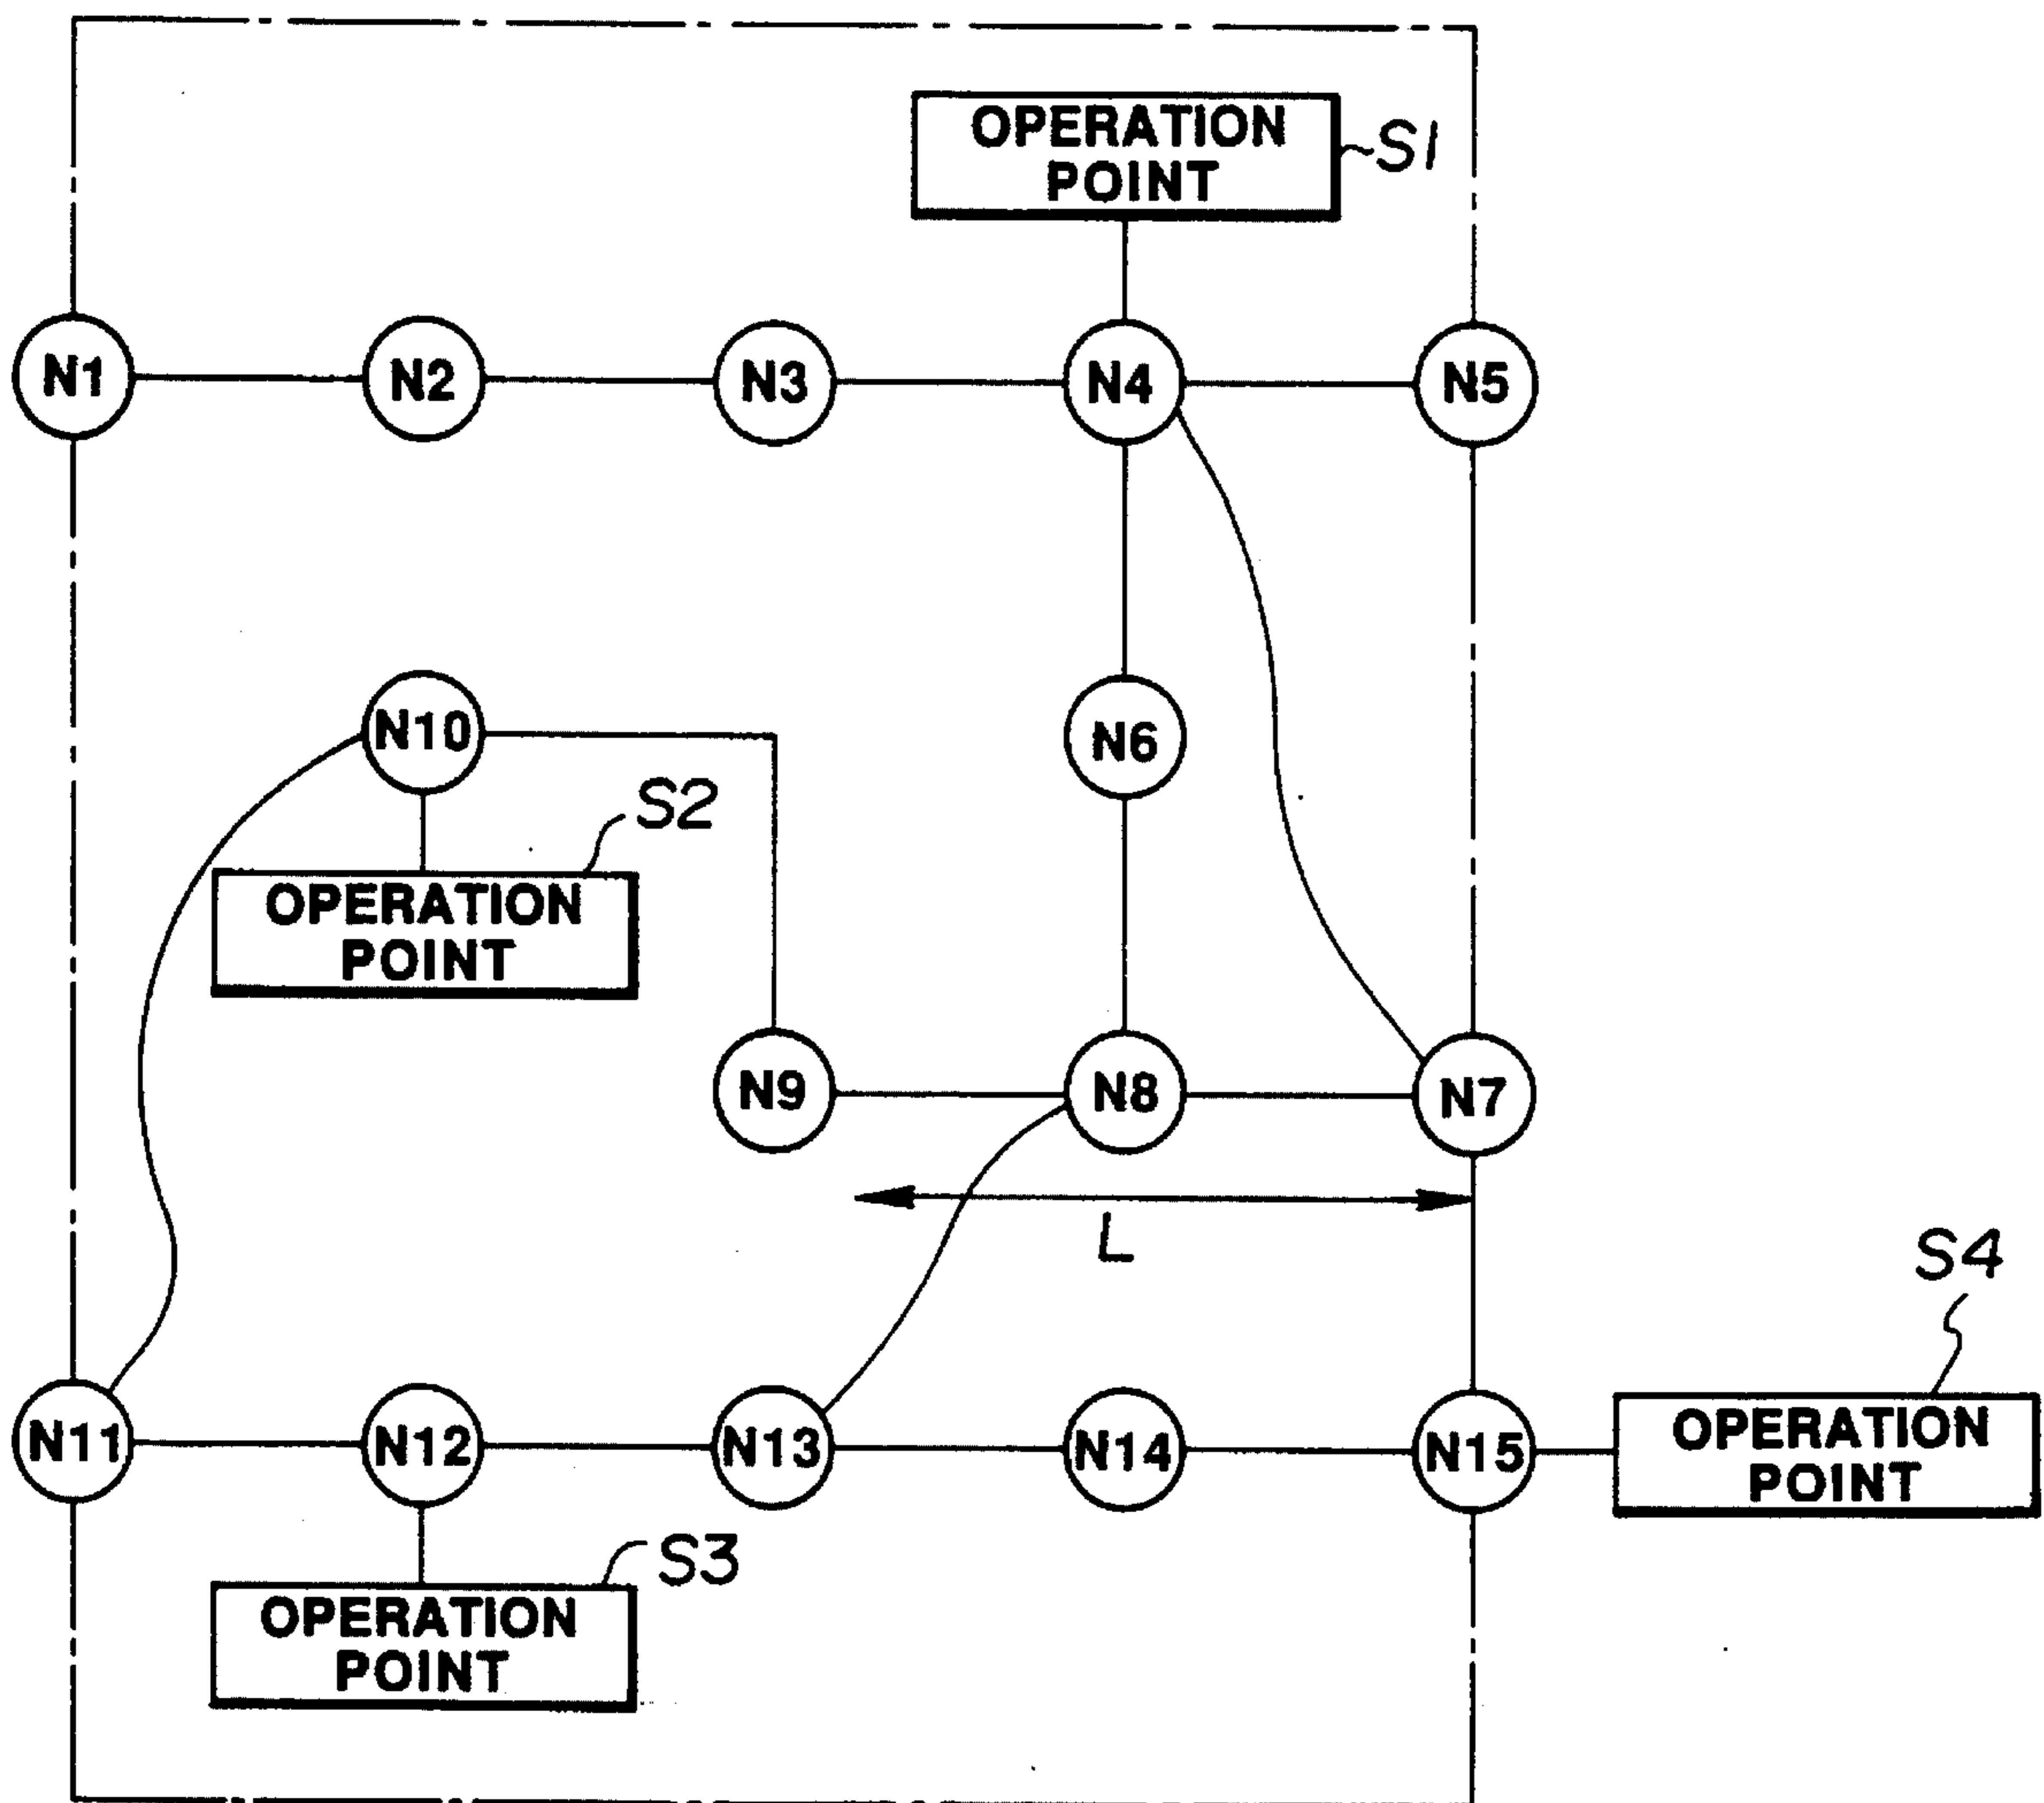 OPERATION
POINT
S1
N1
N2
N3
N4
N5
N10
N6
S2
OPERATION
POINT
N9
N8
N7
L
S4
N11
N12
N13
N14
N15
OPERATION
POINT
S3
OPERATION
POINT